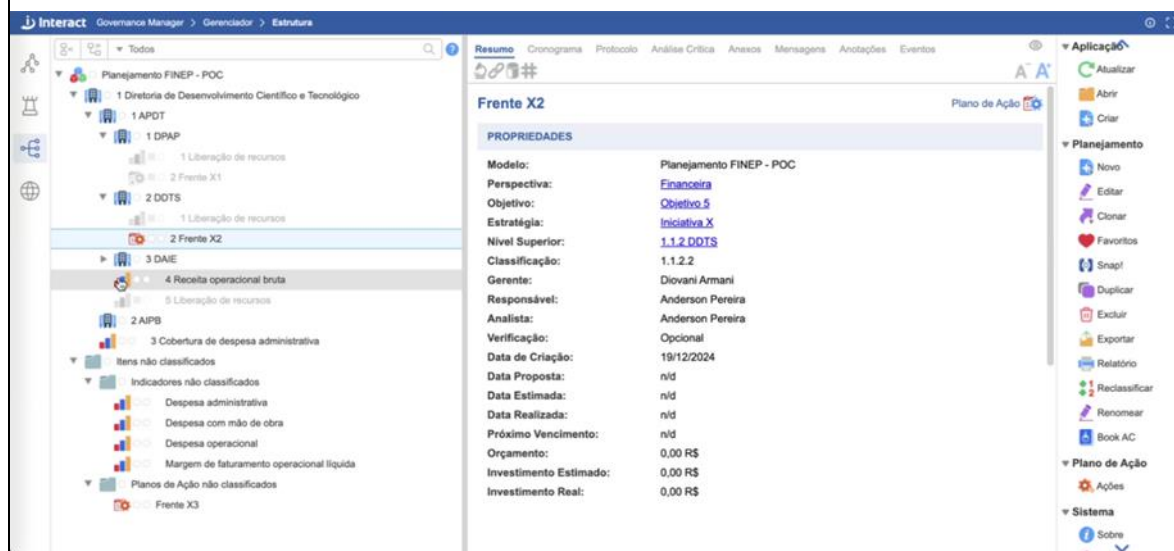 Interact Governance Manager > Gerenciador > Estrutura
Todos
Planejamento FINEP - POC
1 Diretoria de Desenvolvimento Científico e Tecnológico
1 APDT
1 DPAP
1 Liberação de recursos
2 Frente X1
2 DDTS
1 Liberação de recursos
2 Frente X2
3 DAIE
4 Receita operacional bruta
5 Liberação de recursos
2 AIPB
3 Cobertura de despesa administrativa
Itens não classificados
Indicadores não classificados
Despesa administrativa
Despesa com mão de obra
Despesa operacional
Margem de faturamento operacional líquida
Planos de Ação não classificados
Frente X3
Resumo Cronograma Protocolo Análise Crítica Anexos Mensagens Anotações Eventos
A- A+
Frente X2 Plano de Ação
PROPRIEDADES
Modelo: Planejamento FINEP - POC
Perspectiva: Financeira
Objetivo: Objetivo 5
Estratégia: Iniciativa X
Nível Superior: 1.1.2 DDTS
Classificação: 1.1.2.2
Gerente: Diovani Armani
Responsável: Anderson Pereira
Analista: Anderson Pereira
Verificação: Opcional
Data de Criação: 19/12/2024
Data Proposta: n/d
Data Estimada: n/d
Data Realizada: n/d
Próximo Vencimento: n/d
Orçamento: 0,00 R$
Investimento Estimado: 0,00 R$
Investimento Real: 0,00 R$
Aplicação
Atualizar
Abrir
Criar
Planejamento
Novo
Editar
Clonar
Favoritos
Snap!
Duplicar
Excluir
Exportar
Relatório
Reclassificar
Renomear
Book AC
Plano de Ação
Ações
Sistema
Sobre